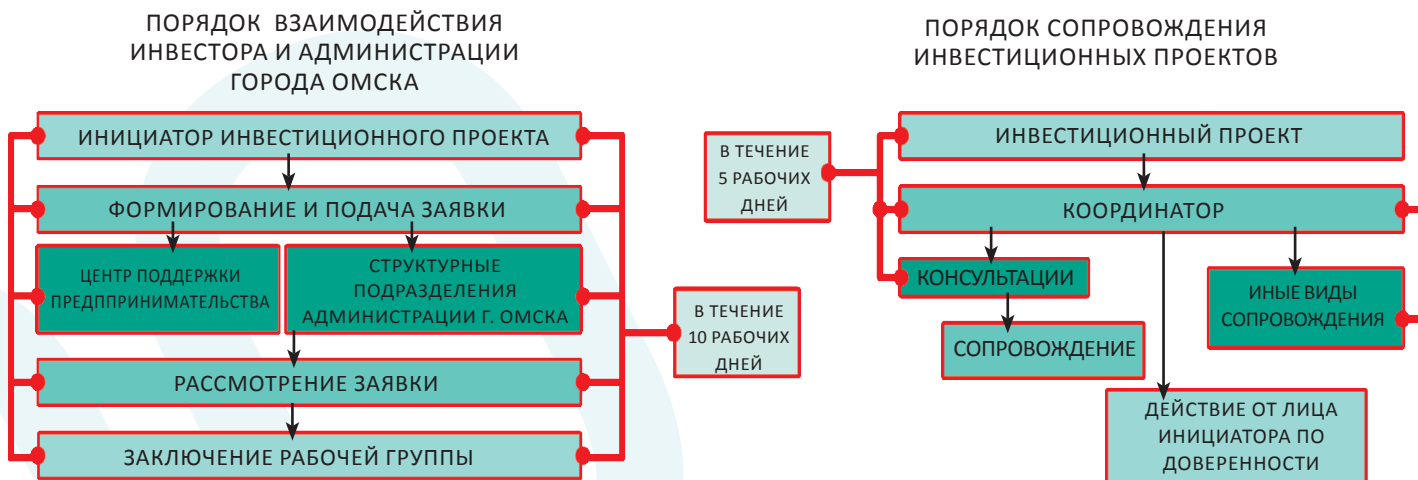 ПОРЯДОК ВЗАИМОДЕЙСТВИЯ
ИНВЕСТОРА И АДМИНИСТРАЦИИ
ГОРОДА ОМСКА
ИНИЦИАТОР ИНВЕСТИЦИОННОГО ПРОЕКТА
ФОРМИРОВАНИЕ И ПОДАЧА ЗАЯВКИ
ЦЕНТР ПОДДЕРЖКИ
ПРЕДППРИНИМАТЕЛЬСТВА
СТРУКТУРНЫЕ
ПОДРАЗДЕЛЕНИЯ
АДМИНИСТРАЦИИ Г. ОМСКА
РАССМОТРЕНИЕ ЗАЯВКИ
ЗАКЛЮЧЕНИЕ РАБОЧЕЙ ГРУППЫ
В ТЕЧЕНИЕ
10 РАБОЧИХ
ДНЕЙ
ПОРЯДОК СОПРОВОЖДЕНИЯ
ИНВЕСТИЦИОННЫХ ПРОЕКТОВ
В ТЕЧЕНИЕ
5 РАБОЧИХ
ДНЕЙ
ИНВЕСТИЦИОННЫЙ ПРОЕКТ
КООРДИНАТОР
КОНСУЛЬТАЦИИ
СОПРОВОЖДЕНИЕ
ИНЫЕ ВИДЫ
СОПРОВОЖДЕНИЯ
ДЕЙСТВИЕ ОТ ЛИЦА
ИНИЦИАТОРА ПО
ДОВЕРЕННОСТИ